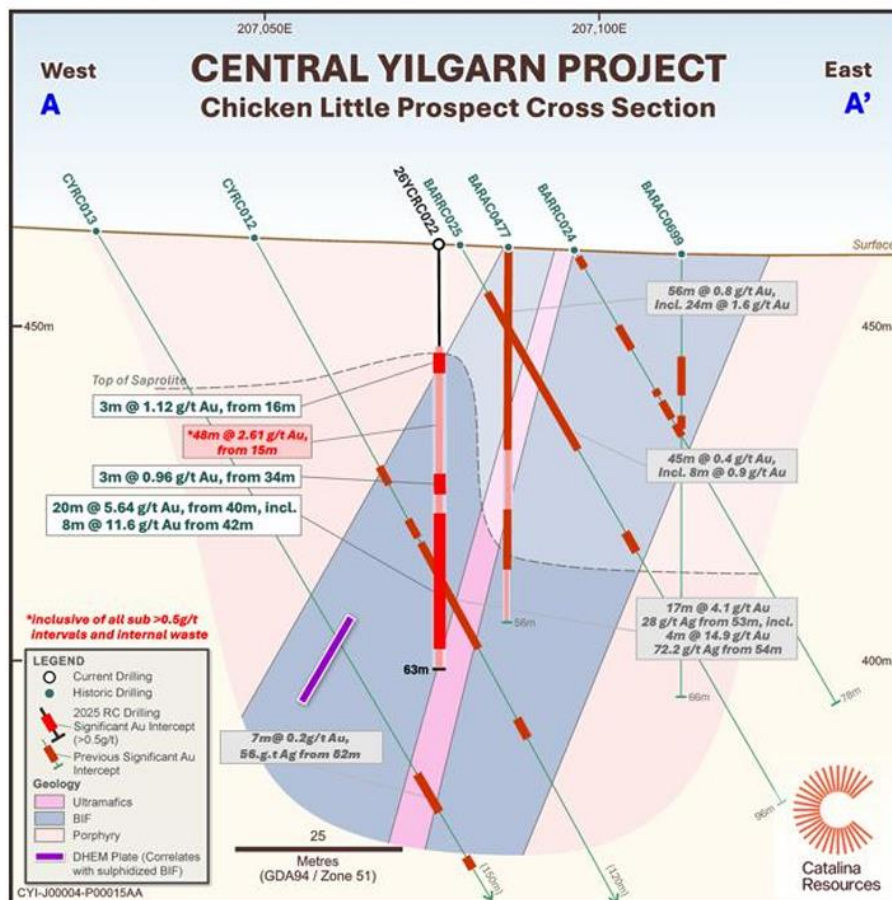 207,050E
207,100E
West
A
CENTRAL YILGARN PROJECT
Chicken Little Prospect Cross Section
East
A'
CYRC013
CYRC012
26YCRC022
BARRC025
BARAC0477
BARRC024
BARAC0699
Surface
450m
450m
56m @ 0.8 g/t Au,
Incl. 24m @ 1.6 g/t Au
Top of Saprolite
3m @ 1.12 g/t Au, from 16m
*48m @ 2.61 g/t Au,
from 15m
3m @ 0.96 g/t Au, from 34m
20m @ 5.64 g/t Au, from 40m, incl.
8m @ 11.6 g/t Au from 42m
45m @ 0.4 g/t Au,
Incl. 8m @ 0.9 g/t Au
17m @ 4.1 g/t Au
28 g/t Ag from 53m, incl.
4m @ 14.9 g/t Au
72.2 g/t Ag from 54m
*inclusive of all sub >0.5g/t
intervals and internal waste
56m
63m
400m
66m
78m
96m
7m@ 0.2g/t Au,
56.g.t Ag from 62m
LEGEND
Current Drilling
Historic Drilling
2025 RC Drilling
Significant Au Intercept
(>0.5g/t)
Previous Significant Au
Intercept
Geology
Ultramafics
BIF
Porphyry
DHEM Plate (Correlates
with sulphidized BIF)
25
Metres
(GDA94 / Zone 51)
(150m)
(120m)
Catalina
Resources
CYI-J00004-P00015AA